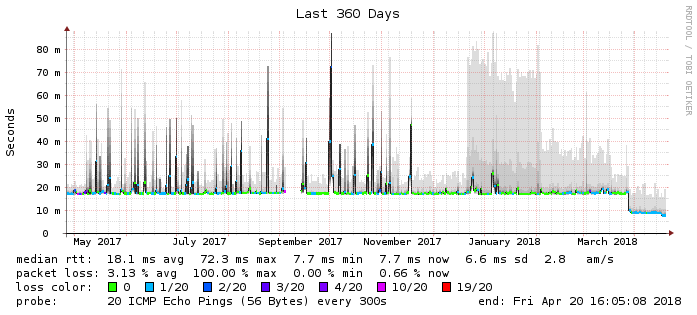 Last 360 Days
RRDTOOL / TOBI OETIKER
Seconds
80 m
70 m
60 m
50 m
40 m
30 m
20 m
10 m
0
May 2017 July 2017 September 2017 November 2017 January 2018 March 2018
median rtt: 18.1 ms avg 72.3 ms max 7.7 ms min 7.7 ms now 6.6 ms sd 2.8 am/s
packet loss: 3.13 % avg 100.00 % max 0.00 % min 0.66 % now
loss color: 0 1/20 2/20 3/20 4/20 10/20 19/20
probe: 20 ICMP Echo Pings (56 Bytes) every 300s end: Fri Apr 20 16:05:08 2018